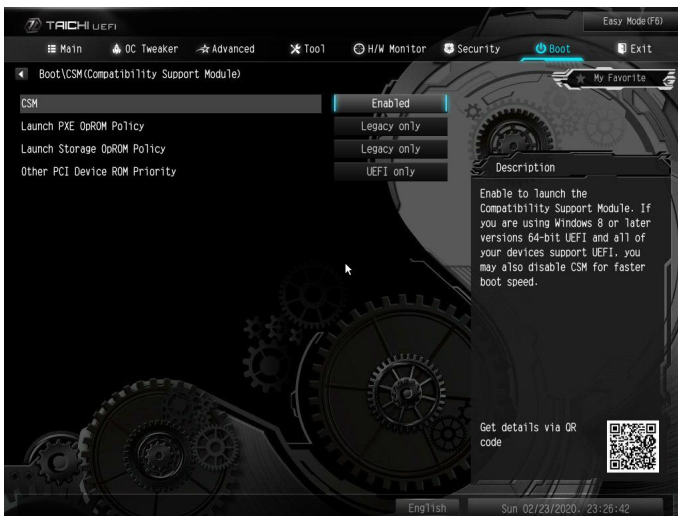 TAICHI UEFI
Easy Mode(F6)
Main OC Tweaker Advanced Tool H/W Monitor Security Boot Exit
Boot\CSM(Compatibility Support Module)
My Favorite
CSM Enabled
Launch PXE OpROM Policy Legacy only
Launch Storage OpROM Policy Legacy only
Other PCI Device ROM Priority UEFI only
Description
Enable to launch the
Compatibility Support Module. If
you are using Windows 8 or later
versions 64-bit UEFI and all of
your devices support UEFI, you
may also disable CSM for faster
boot speed.
Get details via QR
code
English
Sun 02/23/2020, 23:26:42